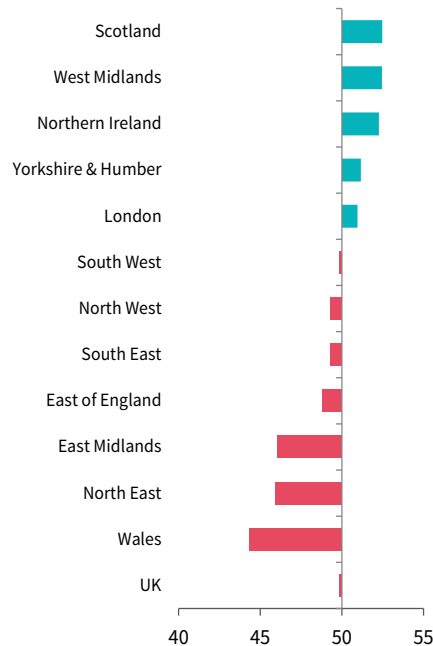 Scotland
West Midlands
Northern Ireland
Yorkshire & Humber
London
South West
North West
South East
East of England
East Midlands
North East
Wales
UK
40 45 50 55